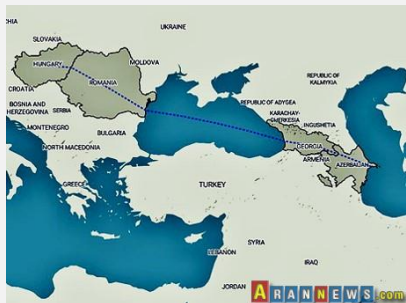 CHIA
UKRAINE
SLOVAKIA
HUNGARY
MOLDOVA
ROMANIA
REPUBLIC OF
KALMYKIA
CROATIA
BOSNIA AND
HERZEGOVINA
SERBIA
REPUBLIC OF ADYGEA
KARACHAY-
CHERKESSIA
INGUSHETIA
MONTENEGRO
BULGARIA
NORTH MACEDONIA
GEORGIA
ARMENIA
AZERBAIJAN
GREECE
TURKEY
SYRIA
LEBANON
IRAQ
JORDAN
ARANNEWS.com